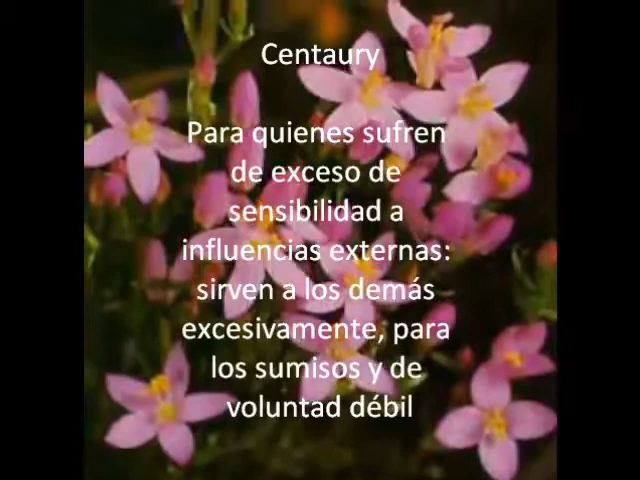 Centaury
Para quienes sufren
de exceso de
sensibilidad a
influencias externas:
sirven a los demás
excesivamente, para
los sumisos y de
voluntad débil